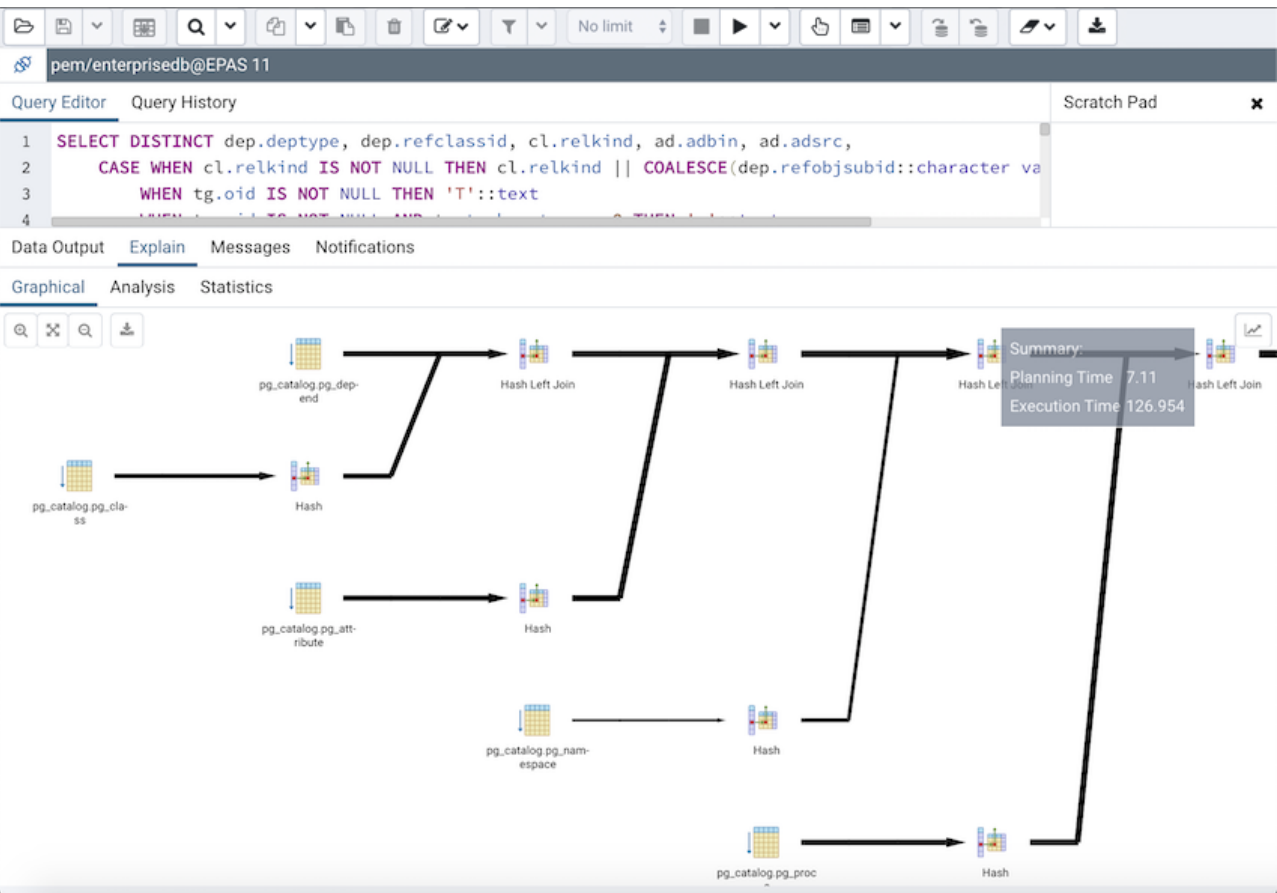 No limit
pem/enterprisedb@EPAS 11
Query Editor Query History
Scratch Pad
1 SELECT DISTINCT dep.deptype, dep.refclassid, cl.relkind, ad.adbin, ad.adsrc,
2 CASE WHEN cl.relkind IS NOT NULL THEN cl.relkind || COALESCE(dep.refobjsubid::character va
3 WHEN tg.oid IS NOT NULL THEN 'T'::text
4
Data Output Explain Messages Notifications
Graphical Analysis Statistics
Summary:
Planning Time 7.11
Execution Time 126.954
pg_catalog.pg_dep-
end
Hash Left Join
Hash Left Join
Hash Left Join
Hash Left Join
pg_catalog.pg_cla-
ss
Hash
pg_catalog.pg_att-
ribute
Hash
pg_catalog.pg_nam-
espace
Hash
pg_catalog.pg_proc
Hash